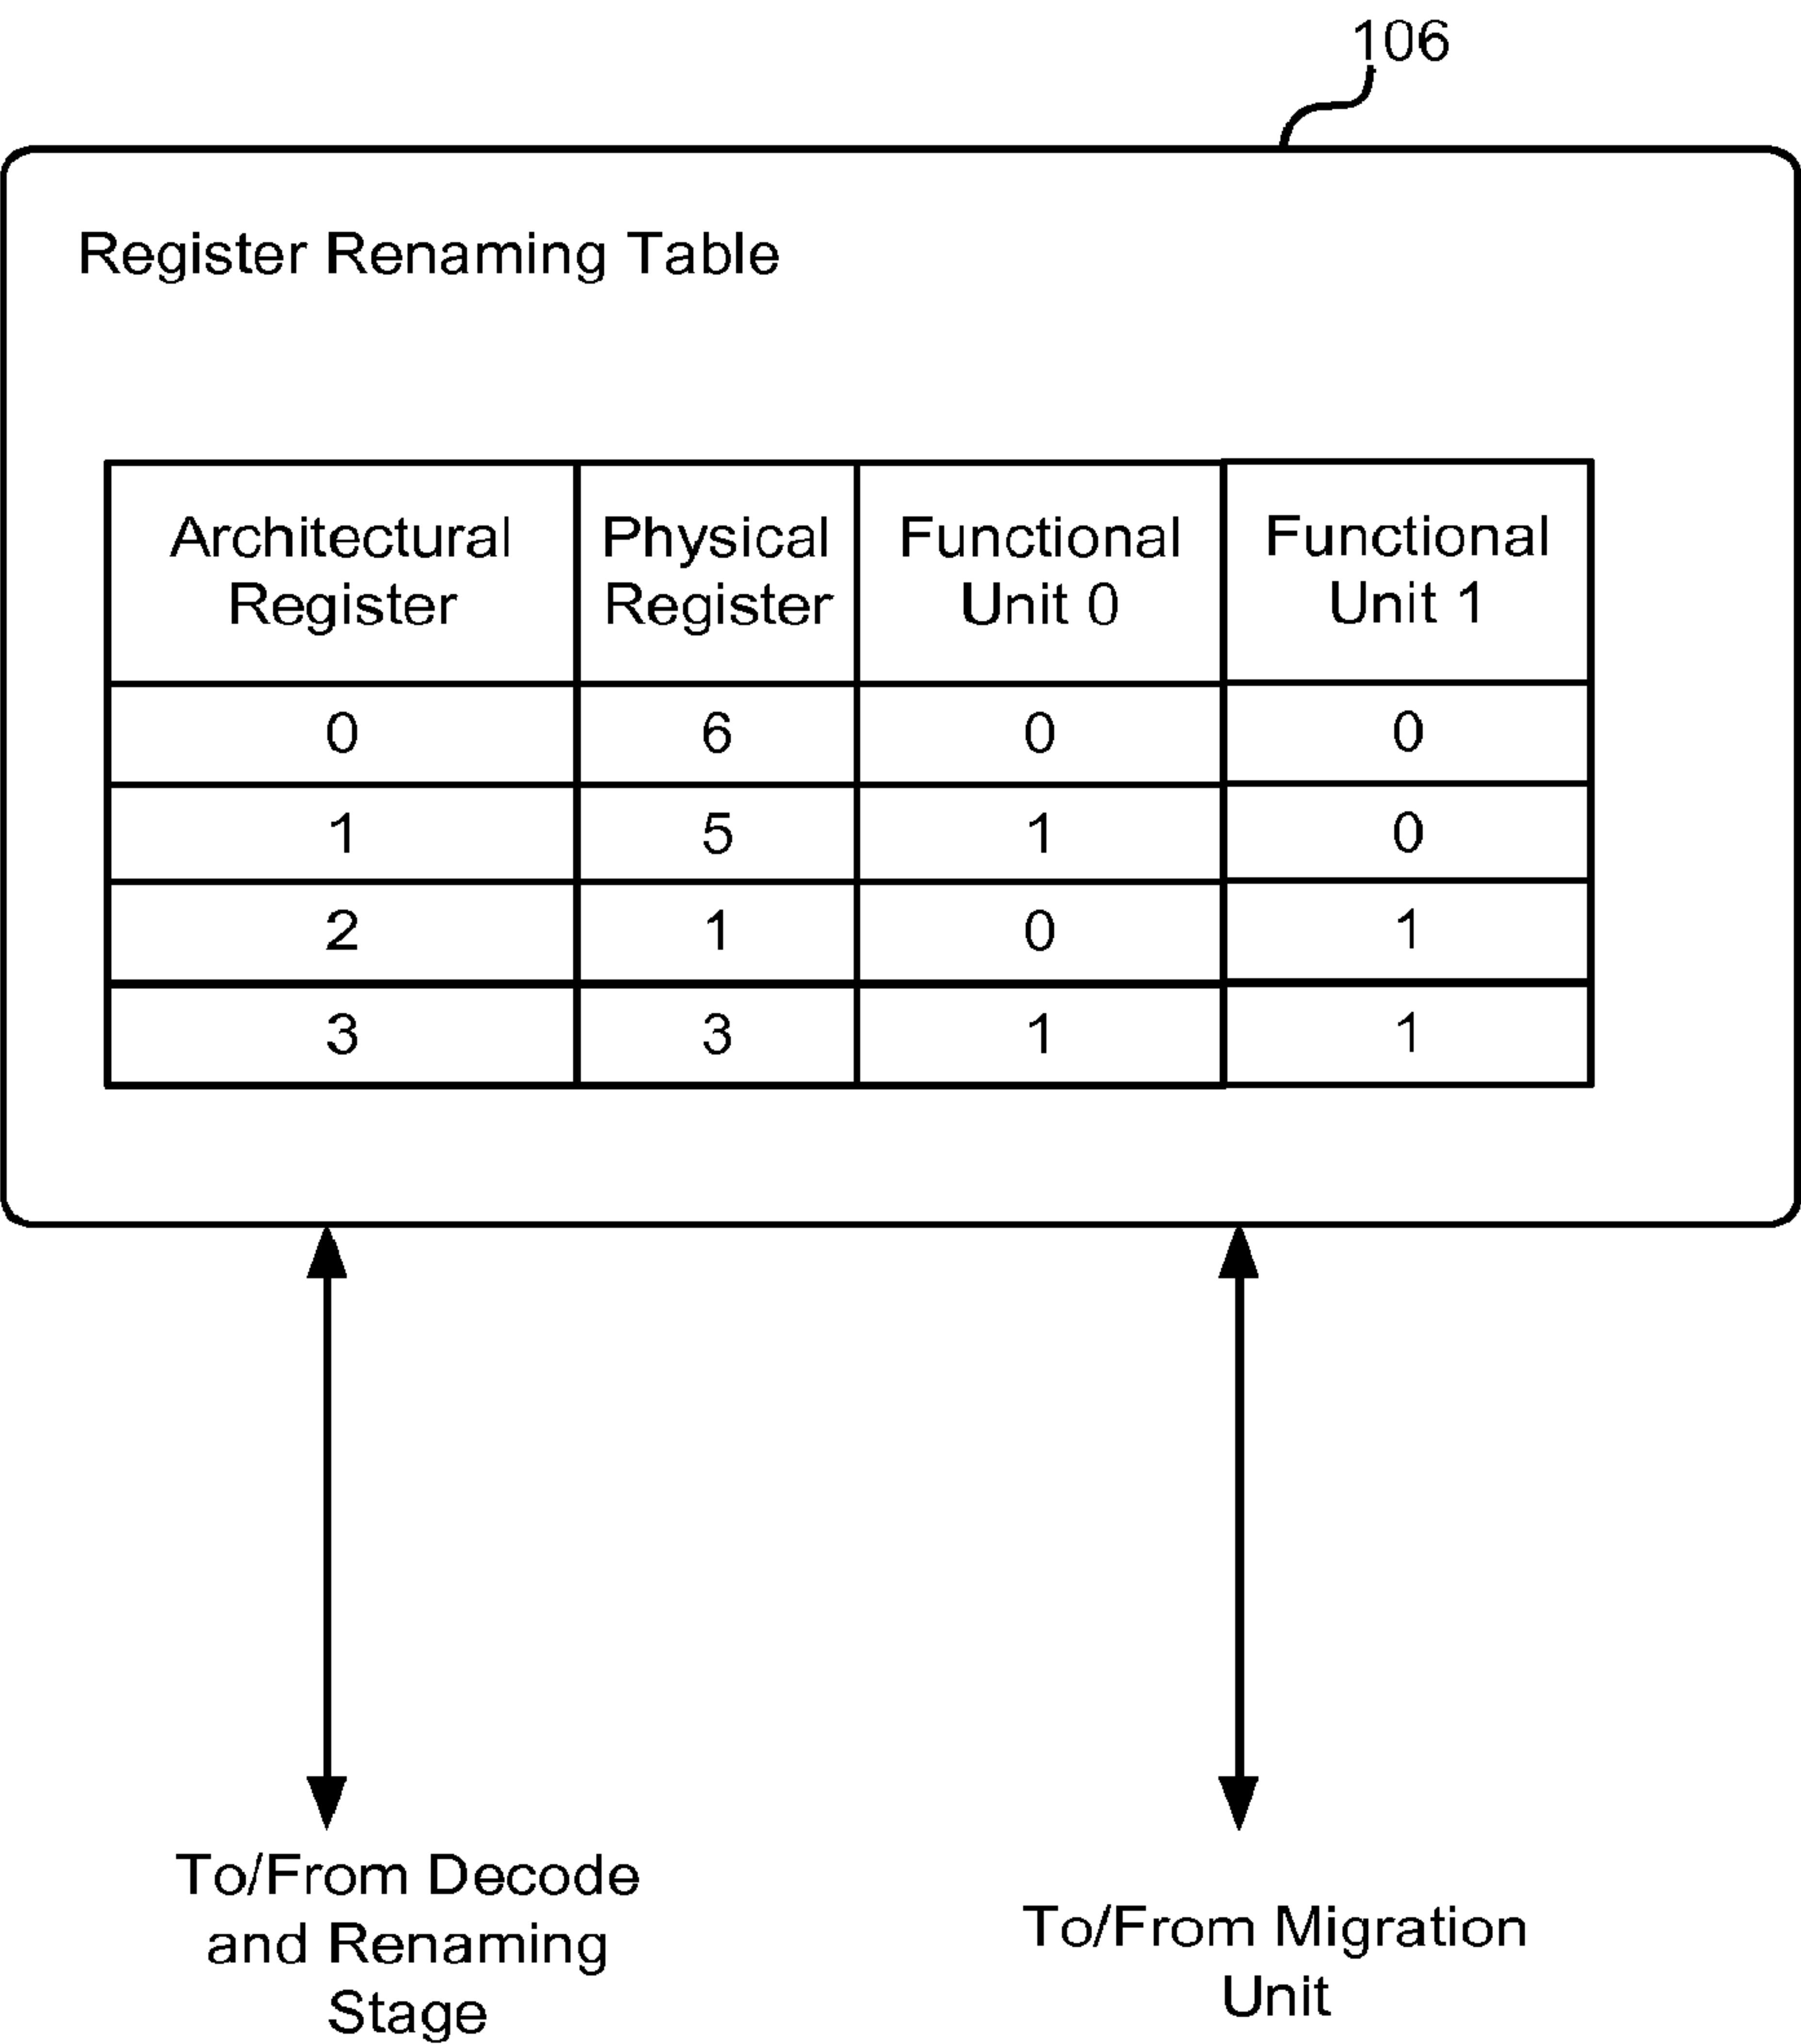 106
Register Renaming Table
Architectural Register | Physical Register | Functional Unit 0 | Functional Unit 1
0 | 6 | 0 | 0
1 | 5 | 1 | 0
2 | 1 | 0 | 1
3 | 3 | 1 | 1
To/From Decode
and Renaming
Stage
To/From Migration
Unit